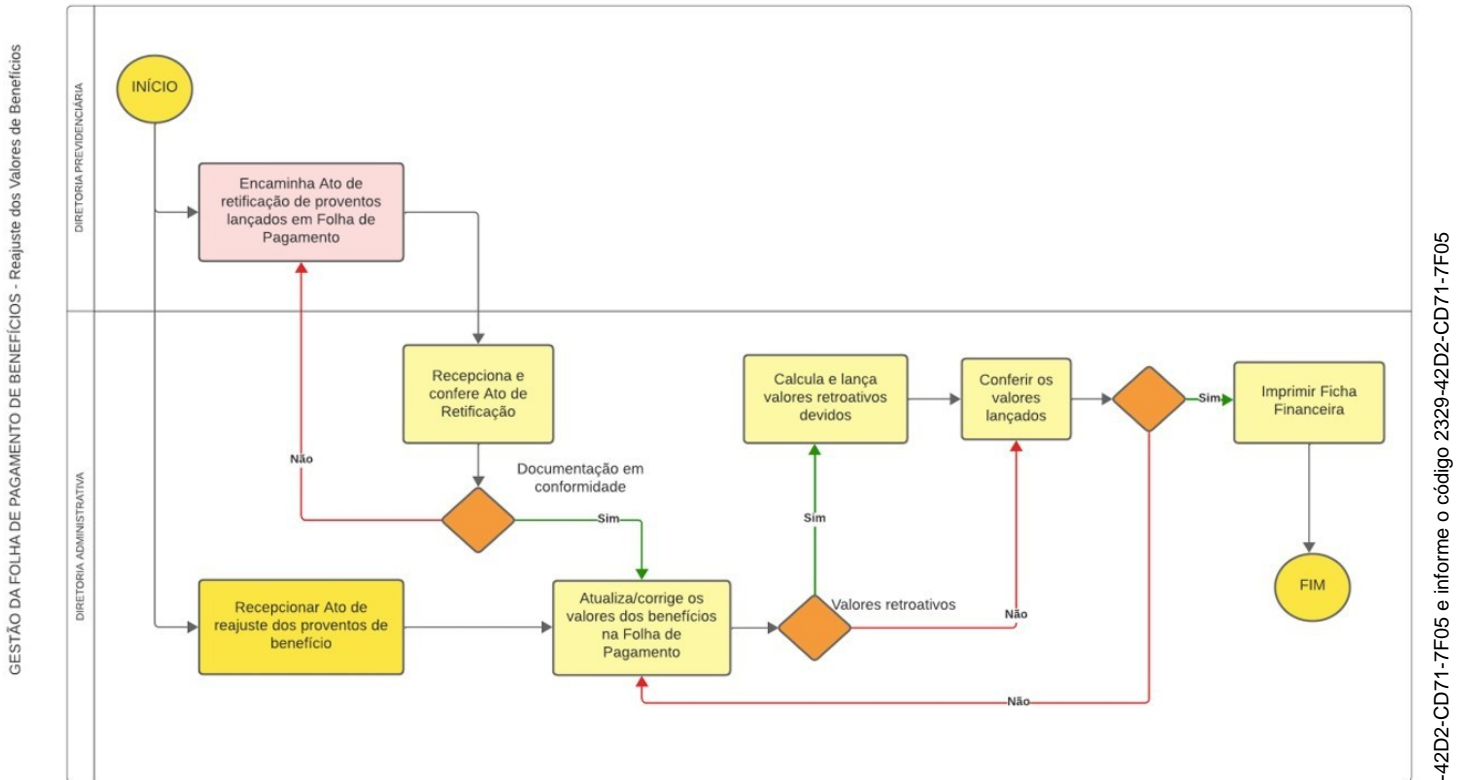 GESTÃO DA FOLHA DE PAGAMENTO DE BENEFÍCIOS - Reajuste dos Valores de Benefícios
DIRETORIA PREVIDENCIÁRIA
INÍCIO
Encaminha Ato de
retificação de proventos
lançados em Folha de
Pagamento
DIRETORIA ADMINISTRATIVA
Recepciona e
confere Ato de
Retificação
Não
Documentação em
conformidade
Sim
Recepcionar Ato de
reajuste dos proventos de
benefício
Atualiza/corrige os
valores dos benefícios
na Folha de
Pagamento
Valores retroativos
Sim
Não
Calcula e lança
valores retroativos
devidos
Conferir os
valores
lançados
Sim
Não
Imprimir Ficha
Financeira
FIM
-42D2-CD71-7F05 e informe o código 2329-42D2-CD71-7F05